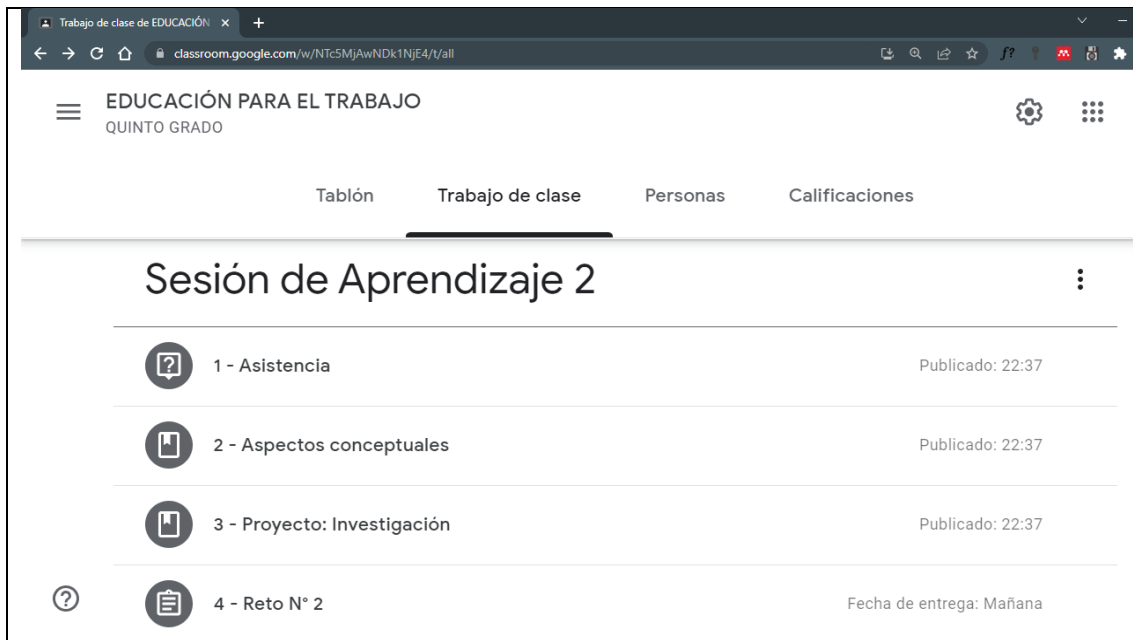 Trabajo de clase de EDUCACIÓN
classroom.google.com/w/NTc5MjAwNDk1NjE4/t/all
EDUCACIÓN PARA EL TRABAJO
QUINTO GRADO
Tablón Trabajo de clase Personas Calificaciones
Sesión de Aprendizaje 2
1 - Asistencia Publicado: 22:37
2 - Aspectos conceptuales Publicado: 22:37
3 - Proyecto: Investigación Publicado: 22:37
4 - Reto N° 2 Fecha de entrega: Mañana